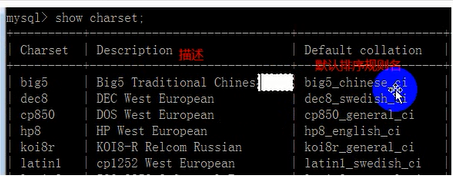 mysql> show charset;
Charset | Description 描述 | Default collation
默认排序规则名
big5 | Big5 Traditional Chines | big5_chinese_ci
dec8 | DEC West European | dec8_swedish_ci
cp850 | DOS West European | cp850_general_ci
hp8 | HP West European | hp8_english_ci
koi8r | KOI8-R Relcom Russian | koi8r_general_ci
latin1 | cp1252 West European | latin1_swedish_ci